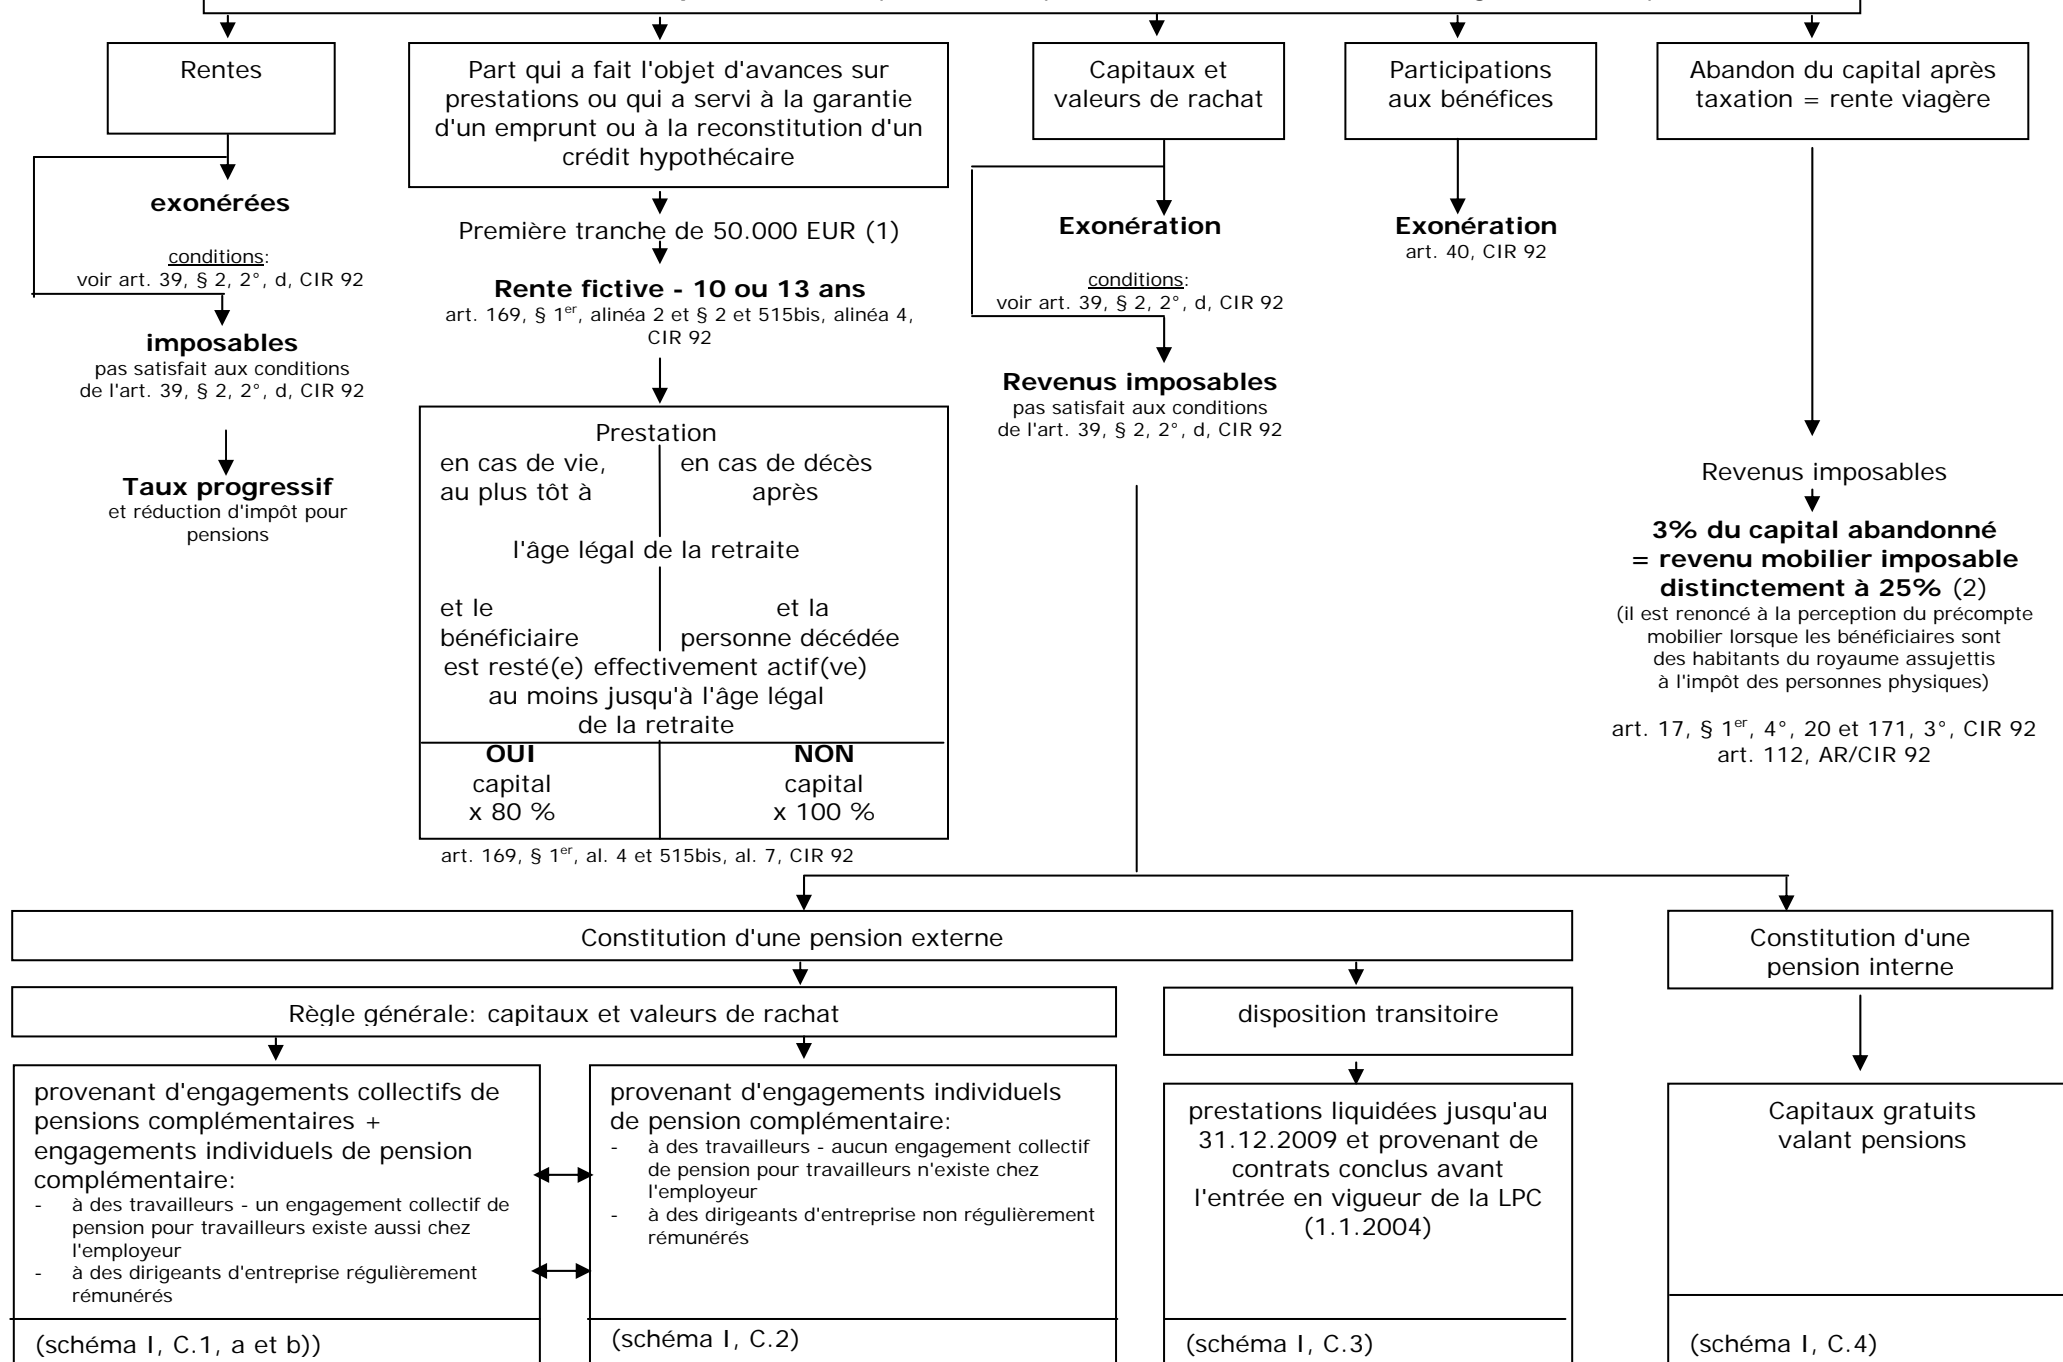 Rentes
Part qui a fait l'objet d'avances sur
prestations ou qui a servi à la garantie
d'un emprunt ou à la reconstitution d'un
crédit hypothécaire
Capitaux et
valeurs de rachat
Participations
aux bénéfices
Abandon du capital après
taxation = rente viagère
exonérées
conditions:
voir art. 39, § 2, 2°, d, CIR 92
imposables
pas satisfait aux conditions
de l'art. 39, § 2, 2°, d, CIR 92
Taux progressif
et réduction d'impôt pour
pensions
Première tranche de 50.000 EUR (1)
Rente fictive - 10 ou 13 ans
art. 169, § 1er, alinéa 2 et § 2 et 515bis, alinéa 4,
CIR 92
Prestation
en cas de vie,
au plus tôt à
en cas de décès
après
l'âge légal de la retraite
et le
bénéficiaire
et la
personne décédée
est resté(e) effectivement actif(ve)
au moins jusqu'à l'âge légal
de la retraite
OUI
capital
x 80 %
NON
capital
x 100 %
art. 169, § 1er, al. 4 et 515bis, al. 7, CIR 92
Exonération
conditions:
voir art. 39, § 2, 2°, d, CIR 92
Revenus imposables
pas satisfait aux conditions
de l'art. 39, § 2, 2°, d, CIR 92
Exonération
art. 40, CIR 92
Revenus imposables
3% du capital abandonné
= revenu mobilier imposable
distinctement à 25% (2)
(il est renoncé à la perception du précompte
mobilier lorsque les bénéficiaires sont
des habitants du royaume assujettis
à l'impôt des personnes physiques)
art. 17, § 1er, 4°, 20 et 171, 3°, CIR 92
art. 112, AR/CIR 92
Constitution d'une pension externe
Constitution d'une
pension interne
Règle générale: capitaux et valeurs de rachat
disposition transitoire
provenant d'engagements collectifs de
pensions complémentaires +
engagements individuels de pension
complémentaire:
- à des travailleurs - un engagement collectif de
pension pour travailleurs existe aussi chez
l'employeur
- à des dirigeants d'entreprise régulièrement
rémunérés
(schéma I, C.1, a et b))
provenant d'engagements individuels
de pension complémentaire:
- à des travailleurs - aucun engagement collectif
de pension pour travailleurs n'existe chez
l'employeur
- à des dirigeants d'entreprise non régulièrement
rémunérés
(schéma I, C.2)
prestations liquidées jusqu'au
31.12.2009 et provenant de
contrats conclus avant
l'entrée en vigueur de la LPC
(1.1.2004)
(schéma I, C.3)
Capitaux gratuits
valant pensions
(schéma I, C.4)